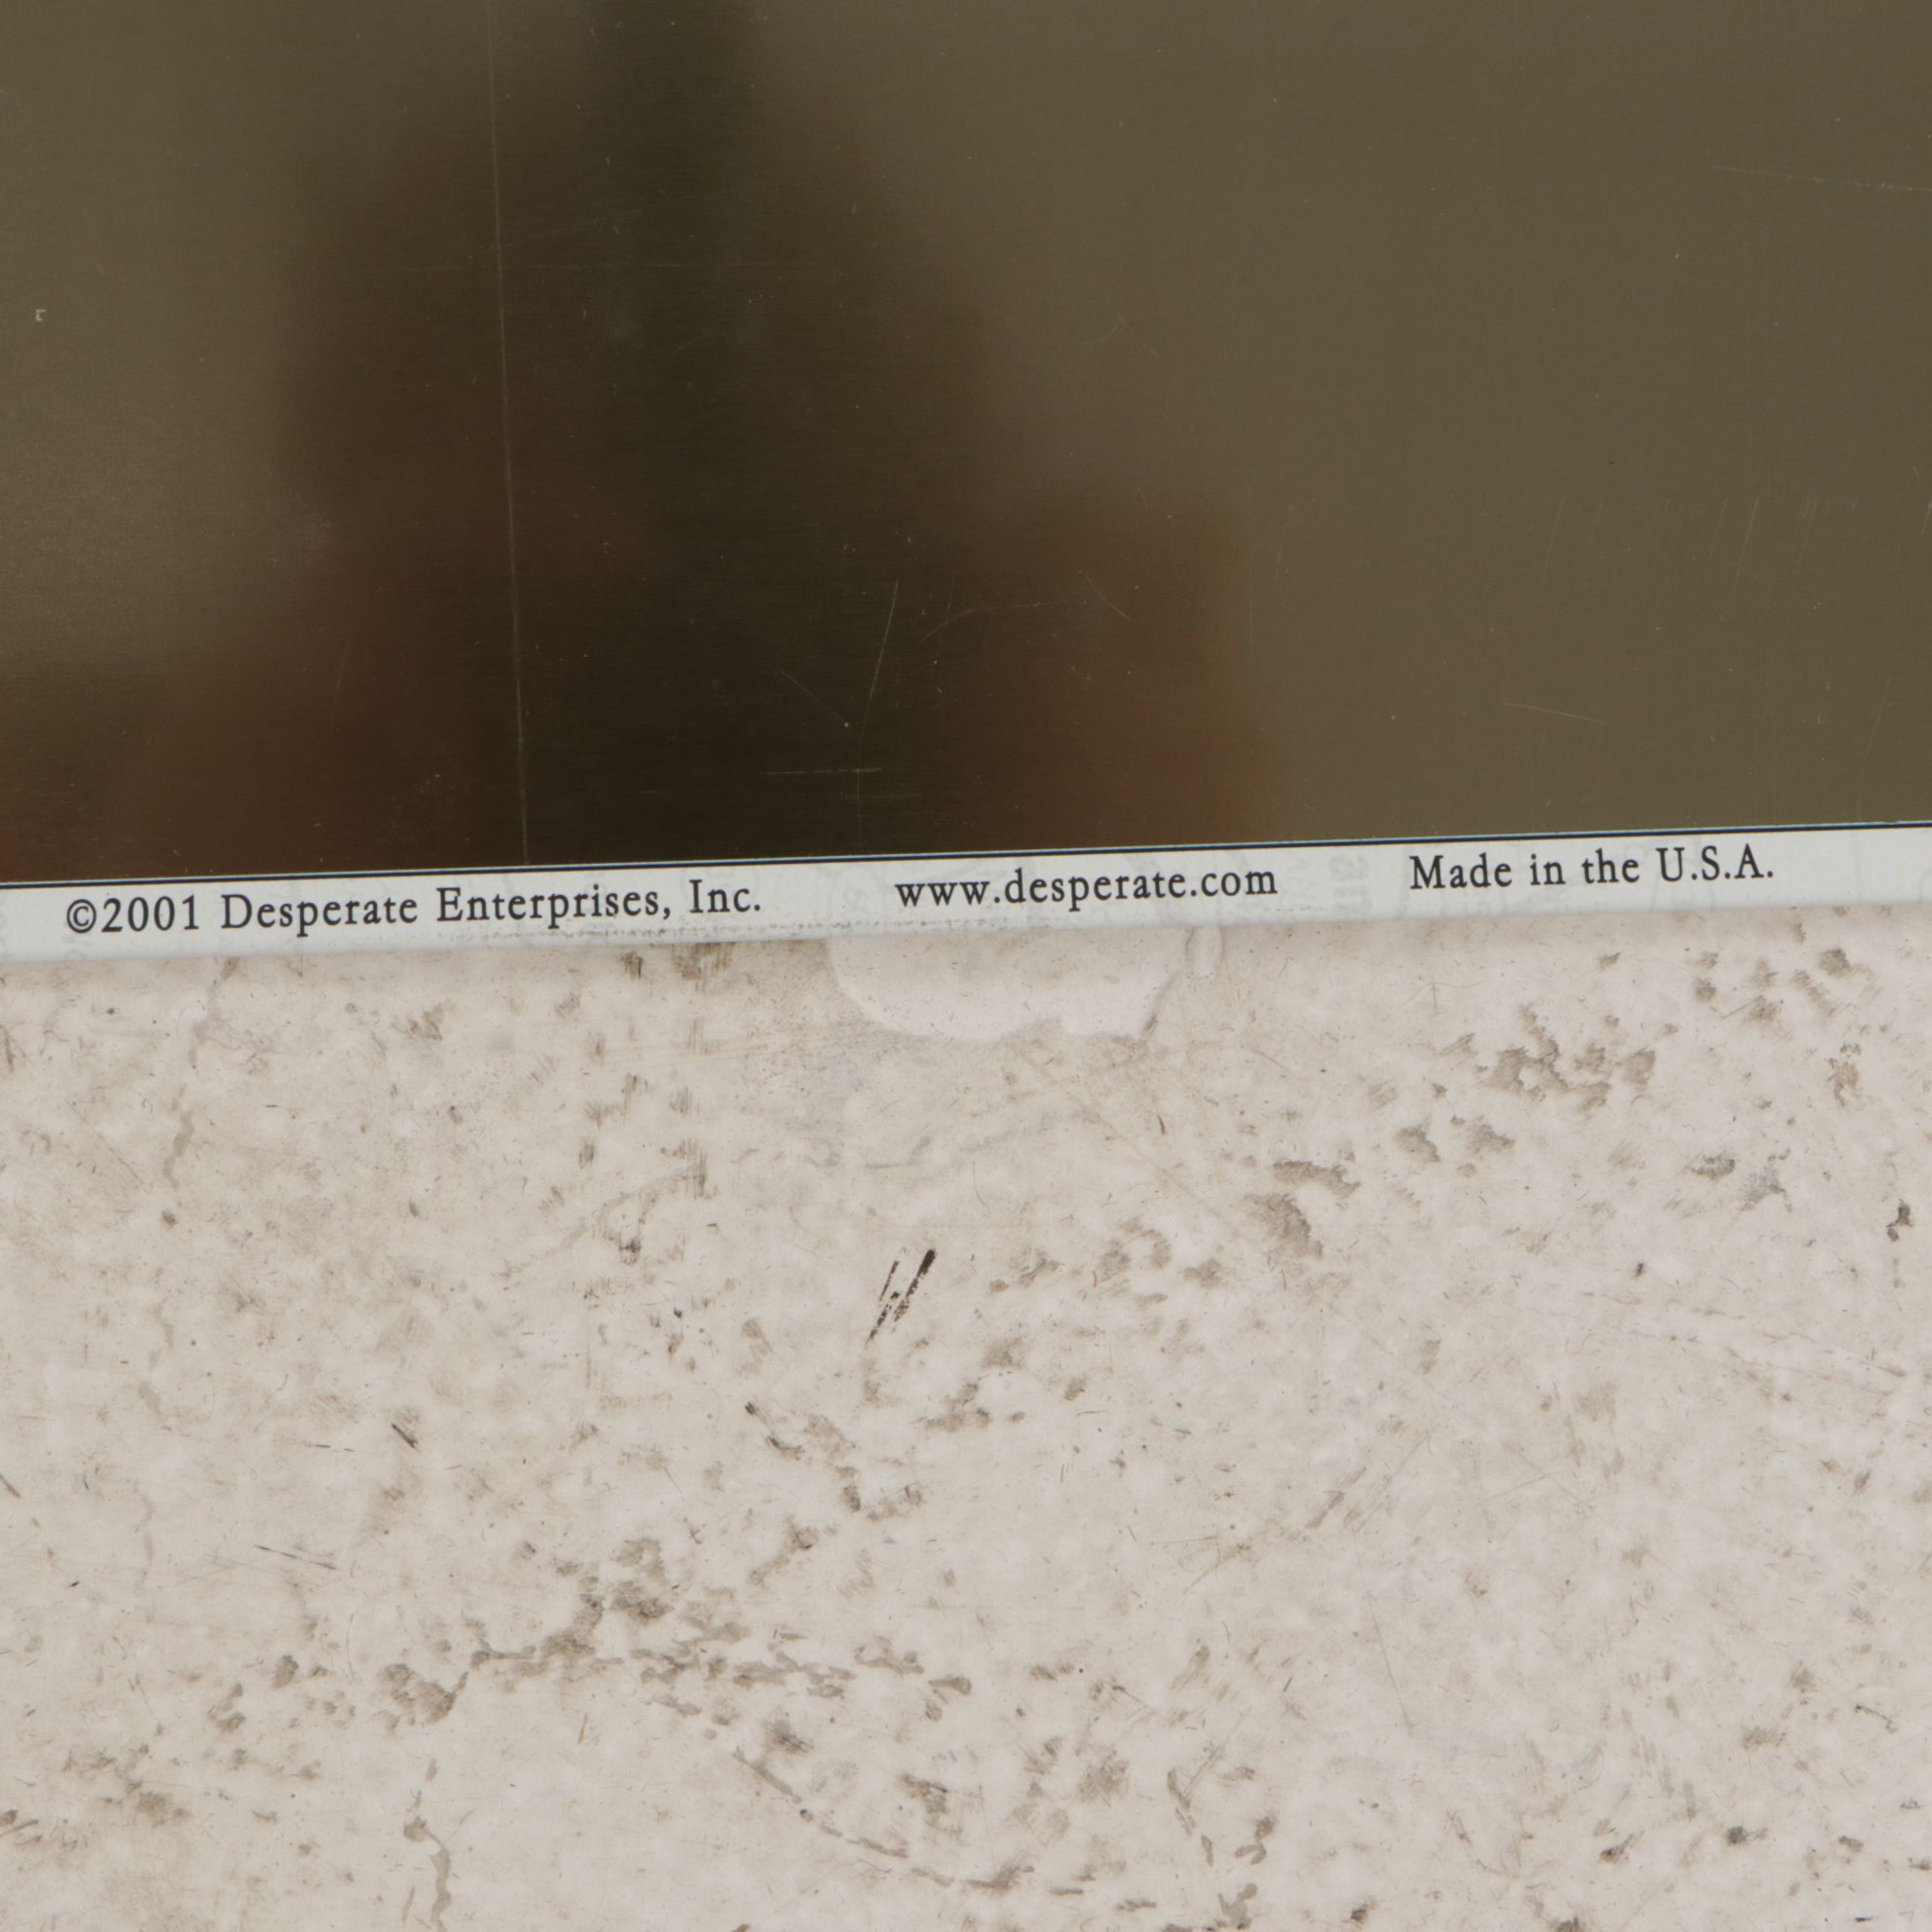 ©2001 Desperate Enterprises, Inc. www.desperate.com Made in the U.S.A.